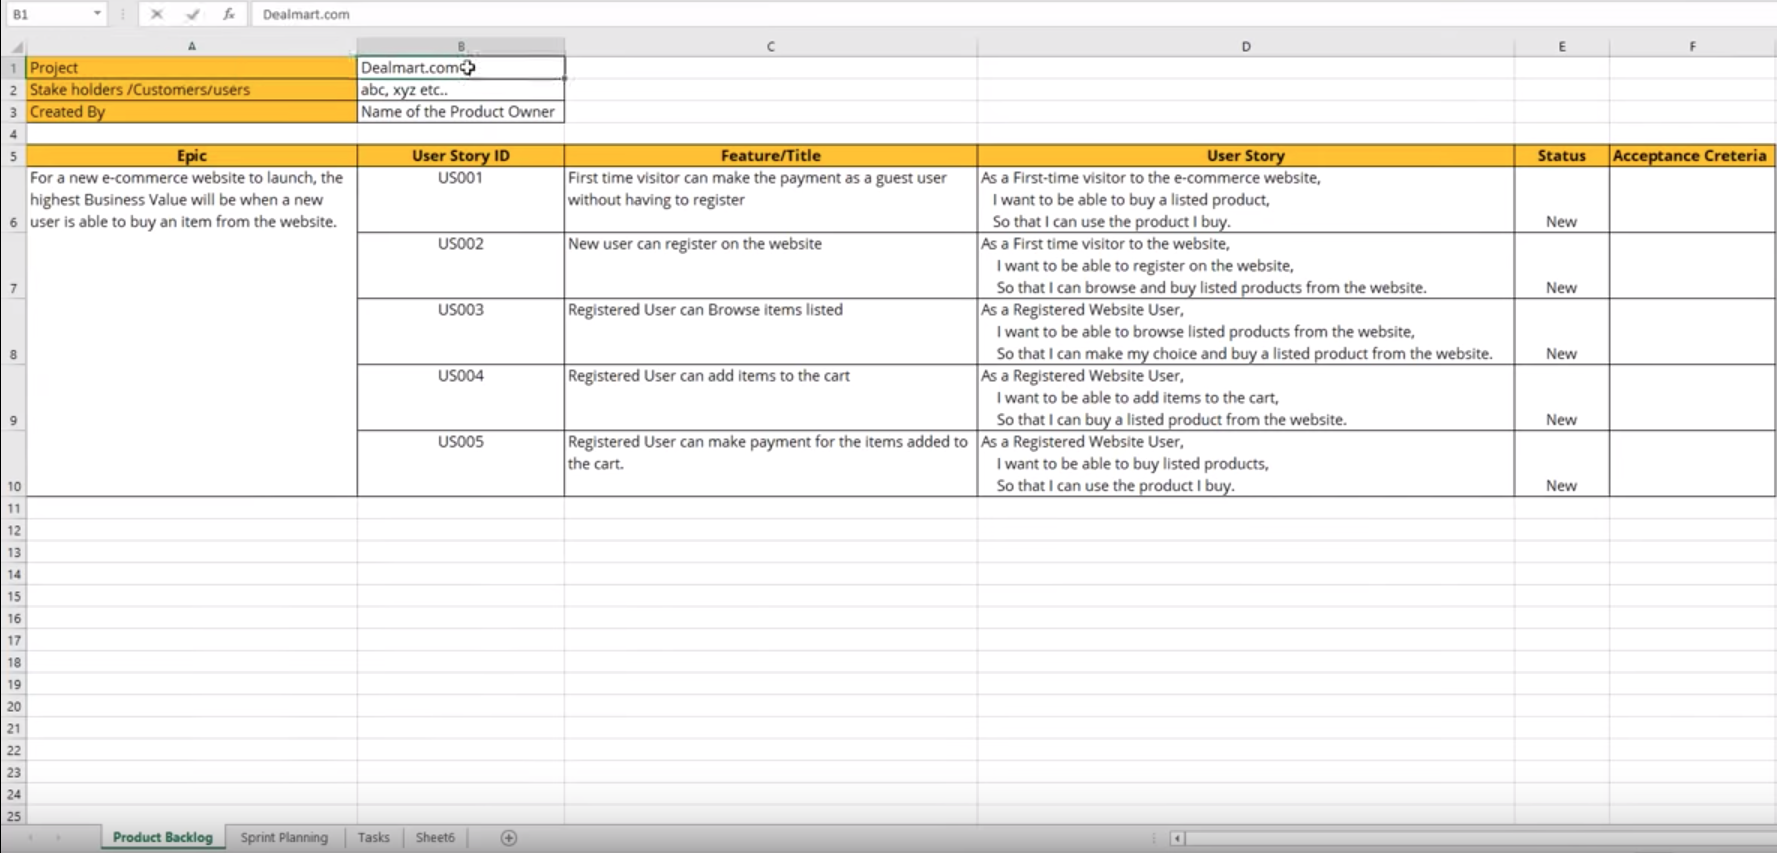 B1 fx Dealmart.com
A B C D E F
1 Project Dealmart.com
2 Stake holders /Customers/users abc, xyz etc..
3 Created By Name of the Product Owner
4
5 Epic User Story ID Feature/Title User Story Status Acceptance Creteria
For a new e-commerce website to launch, the US001 First time visitor can make the payment as a guest user As a First-time visitor to the e-commerce website,
highest Business Value will be when a new without having to register I want to be able to buy a listed product,
6 user is able to buy an item from the website. So that I can use the product I buy. New
US002 New user can register on the website As a First time visitor to the website,
I want to be able to register on the website,
7 So that I can browse and buy listed products from the website. New
US003 Registered User can Browse items listed As a Registered Website User,
I want to be able to browse listed products from the website,
8 So that I can make my choice and buy a listed product from the website. New
US004 Registered User can add items to the cart As a Registered Website User,
I want to be able to add items to the cart,
9 So that I can buy a listed product from the website. New
US005 Registered User can make payment for the items added to As a Registered Website User,
the cart. I want to be able to buy listed products,
10 So that I can use the product I buy. New
11
12
13
14
15
16
17
18
19
20
21
22
23
24
25
Product Backlog Sprint Planning Tasks Sheet6